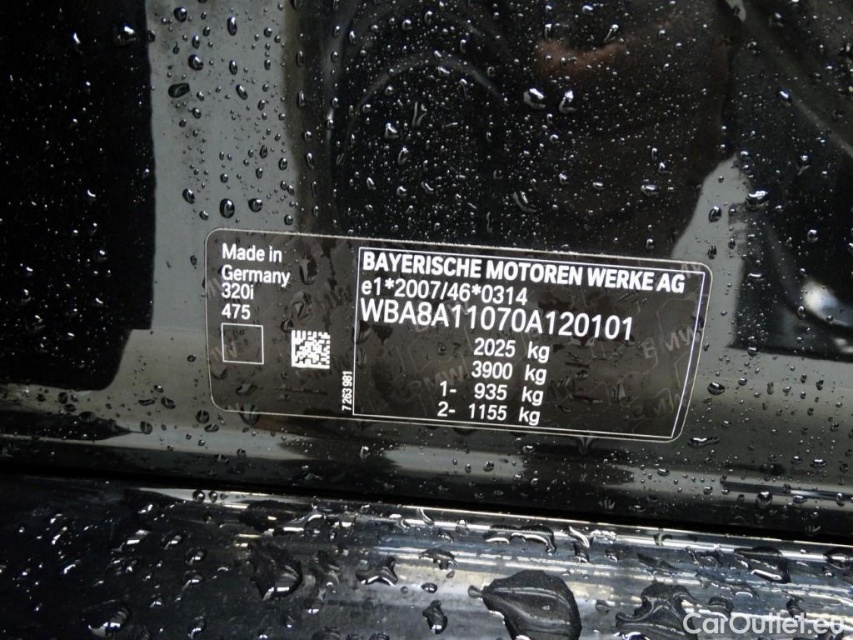 Made in
Germany
320i
475
7 263 981
BAYERISCHE MOTOREN WERKE AG
e1*2007/46*0314
WBA8A11070A120101
2025 kg
3900 kg
1- 935 kg
2- 1155 kg
CarOutlet.eu